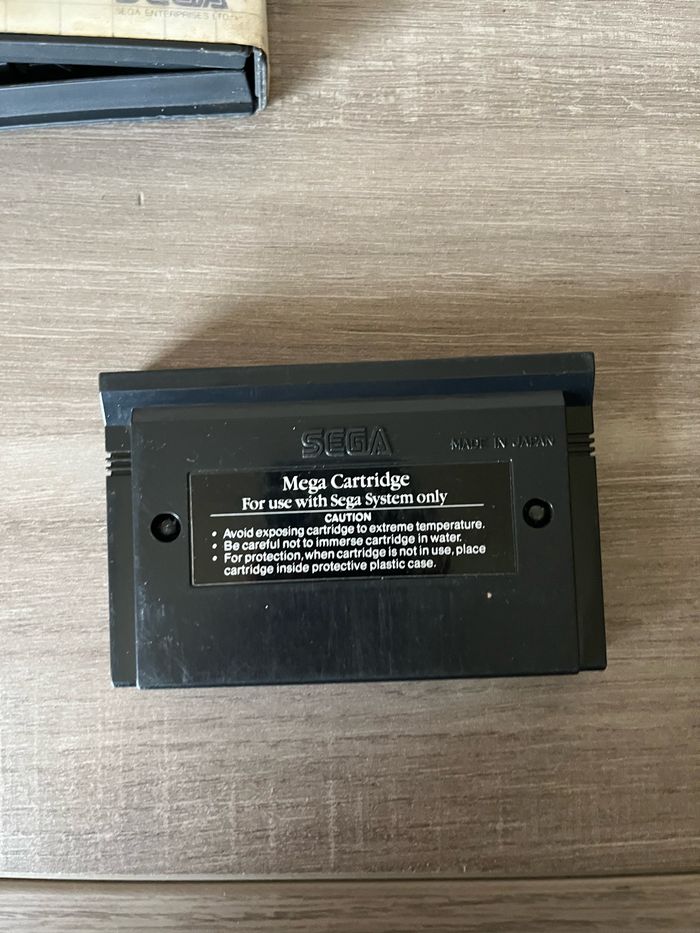 SEGA
SEGA ENTERPRISES LTD.
SEGA
MADE IN JAPAN
Mega Cartridge
For use with Sega System only
CAUTION
• Avoid exposing cartridge to extreme temperature.
• Be careful not to immerse cartridge in water.
• For protection, when cartridge is not in use, place
cartridge inside protective plastic case.